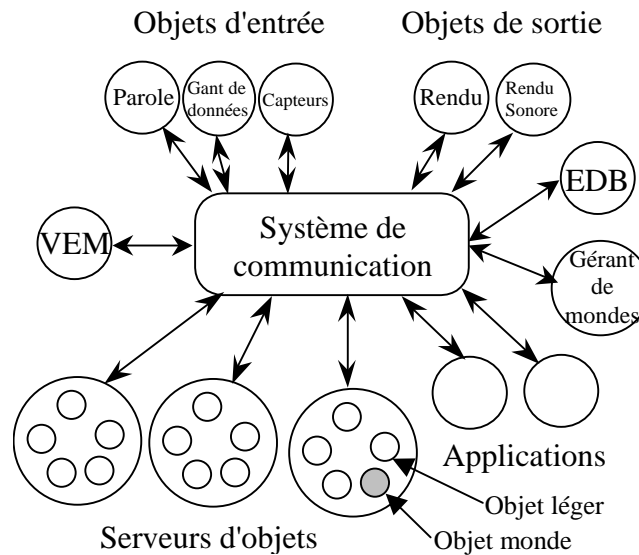 Objets d'entrée
Objets de sortie
Parole
Gant de
données
Capteurs
Rendu
Rendu
Sonore
EDB
VEM
Système de
communication
Gérant
de
mondes
Applications
Objet léger
Serveurs d'objets
Objet monde